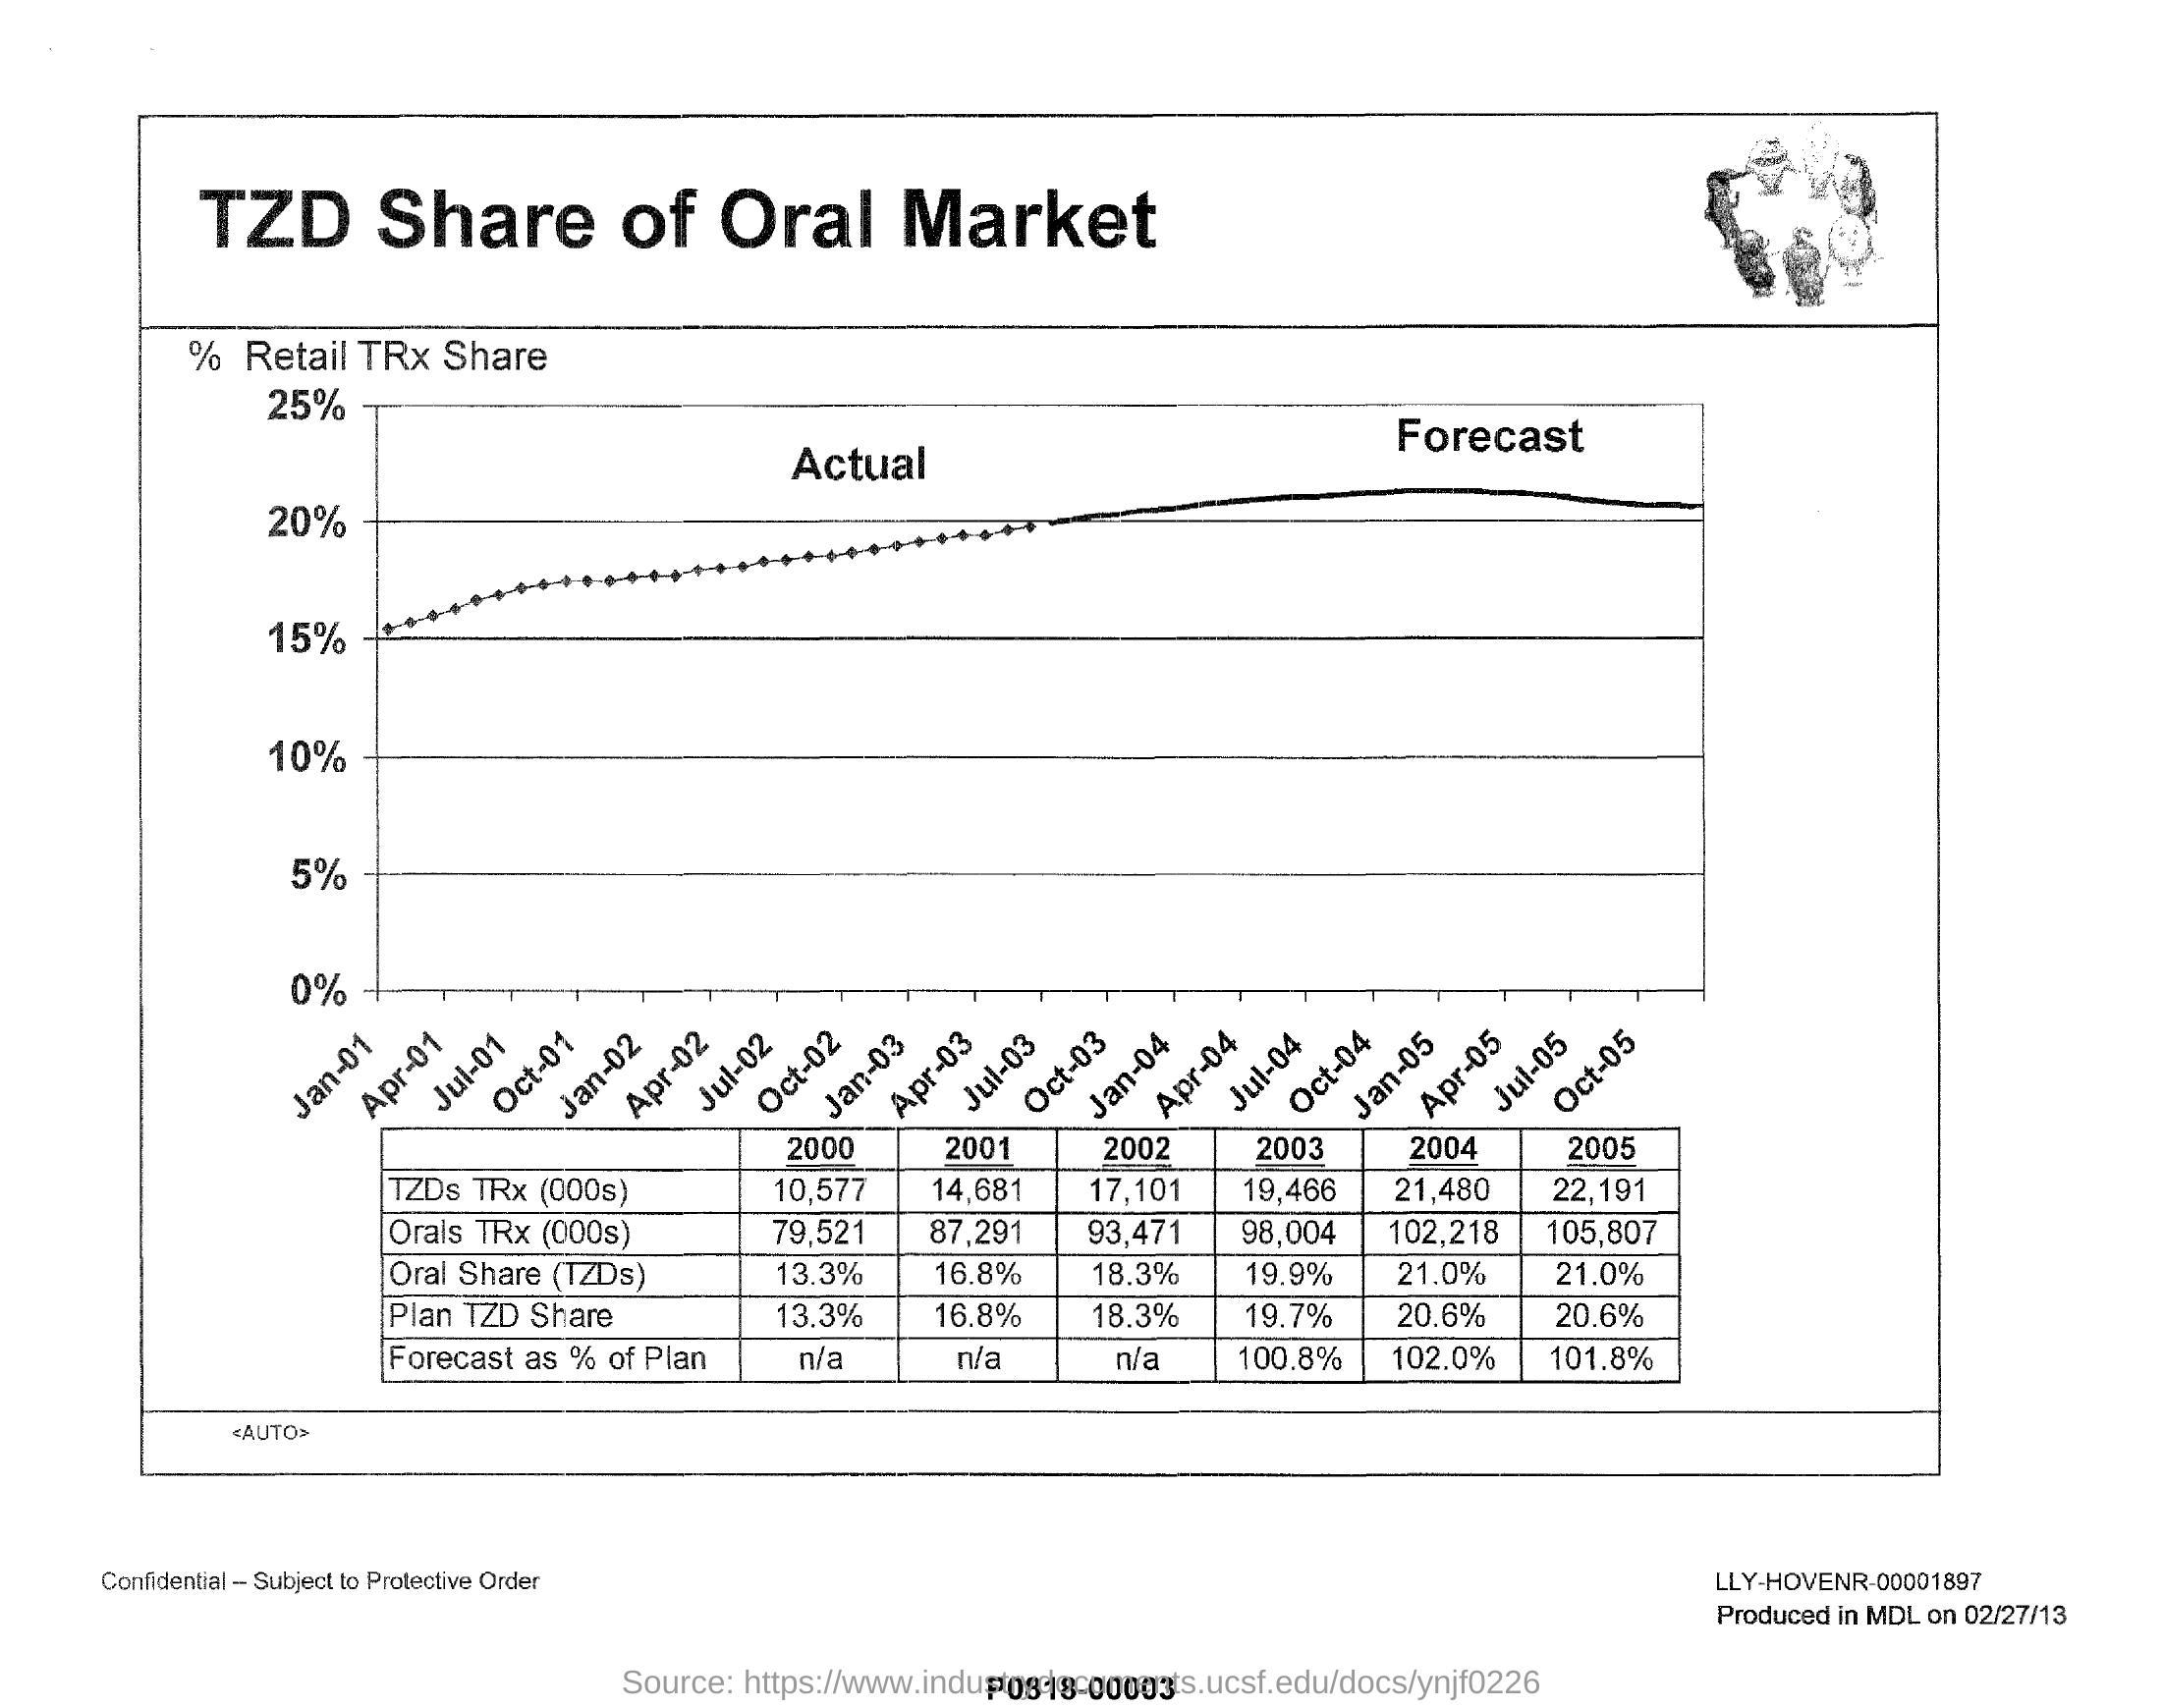 TZD Share of Oral Market
% Retail TRx Share
25%
Actual
Forecast
20%
15%
10%
5%
0%
Jan-01 Apr-01 Jul-01 Oct-01 Jan-02 Apr-02 Jul-02 Oct-02 Jan-03 Apr-03 Jul-03 Oct-03 Jan-04 Apr-04 Jul-04 Oct-04 Jan-05 Apr-05 Jul-05 Oct-05
2000 2001 2002 2003 2004 2005
TZDs TRx (000s) 10,577 14,681 17,101 19,466 21,480 22,191
Orals TRx (000s) 79,521 87,291 93,471 98,004 102,218 105,807
Oral Share (TZDs) 13.3% 16.8% 18.3% 19.9% 21.0% 21.0%
Plan TZD Share 13.3% 16.8% 18.3% 19.7% 20.6% 20.6%
Forecast as % of Plan n/a n/a n/a 100.8% 102.0% 101.8%
<AUTO>
Confidential – Subject to Protective Order
LLY-HOVENR-00001897
Produced in MDL on 02/27/13
Source: https://www.industrydocuments.ucsf.edu/docs/ynjf0226
P0818-00003